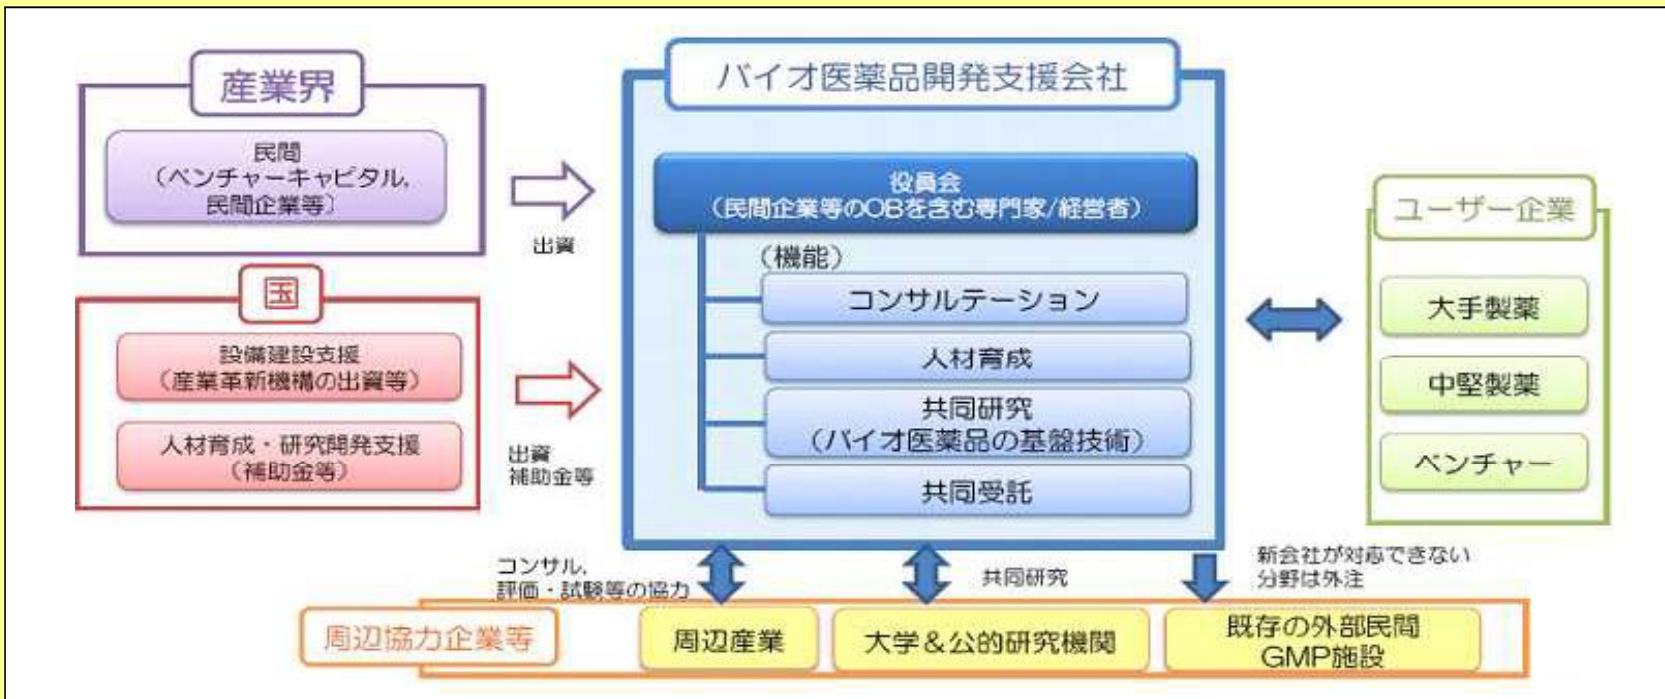 産業界
民間
(ベンチャーキャピタル,
民間企業等)
出資
国
設備建設支援
(産業革新機構の出資等)
人材育成・研究開発支援
(補助金等)
出資
補助金等
バイオ医薬品開発支援会社
役員会
(民間企業等のOBを含む専門家/経営者)
(機能)
コンサルテーション
人材育成
共同研究
(バイオ医薬品の基盤技術)
共同受託
ユーザー企業
大手製薬
中堅製薬
ベンチャー
コンサル,
評価・試験等の協力
共同研究
新会社が対応できない
分野は外注
周辺協力企業等
周辺産業
大学&公的研究機関
既存の外部民間
GMP施設